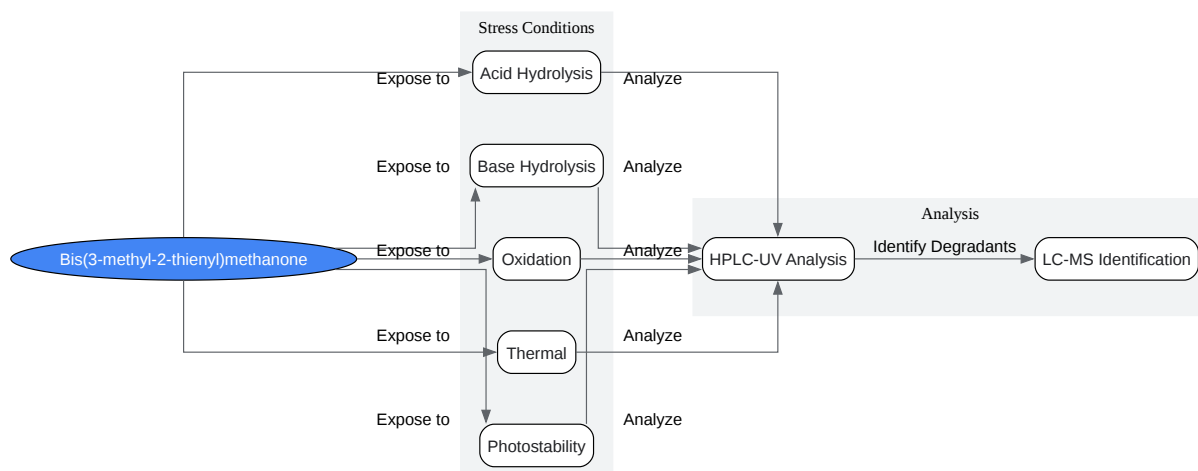 Stress Conditions
Expose to
Acid Hydrolysis
Analyze
Expose to
Base Hydrolysis
Analyze
Analysis
Bis(3-methyl-2-thienyl)methanone
Expose to
Oxidation
Analyze
HPLC-UV Analysis
Identify Degradants
LC-MS Identification
Expose to
Thermal
Analyze
Expose to
Photostability
Analyze